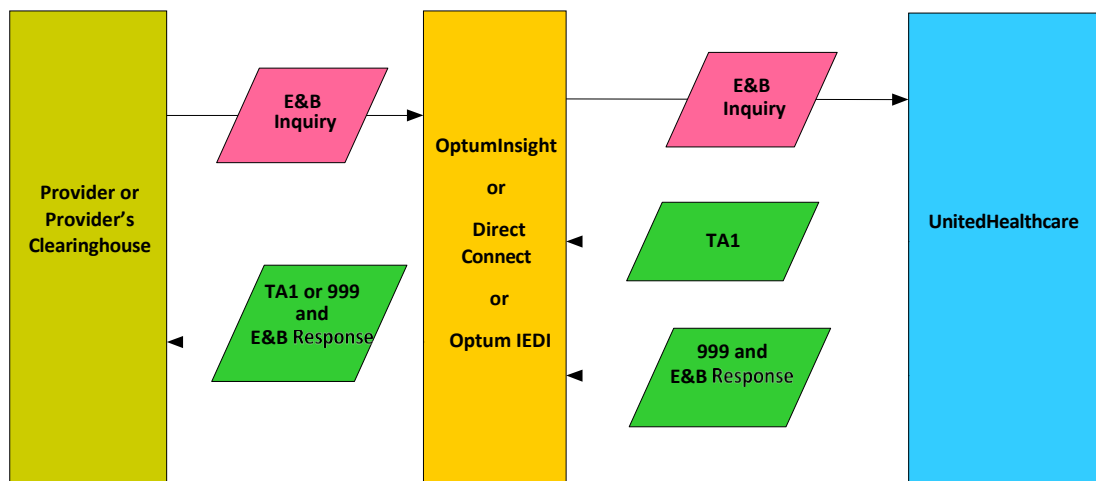 E&B
Inquiry
E&B
Inquiry
Provider or
Provider's
Clearinghouse
OptumInsight
or
Direct
Connect
or
Optum IEDI
UnitedHealthcare
TA1
TA1 or 999
and
E&B Response
999 and
E&B Response